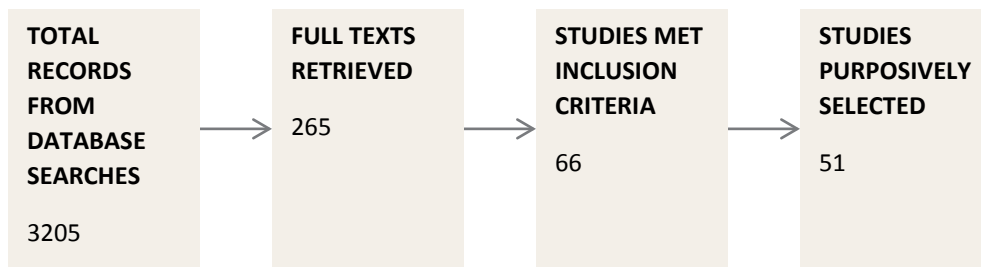 TOTAL
RECORDS
FROM
DATABASE
SEARCHES
3205
FULL TEXTS
RETRIEVED
265
STUDIES MET
INCLUSION
CRITERIA
66
STUDIES
PURPOSIVELY
SELECTED
51